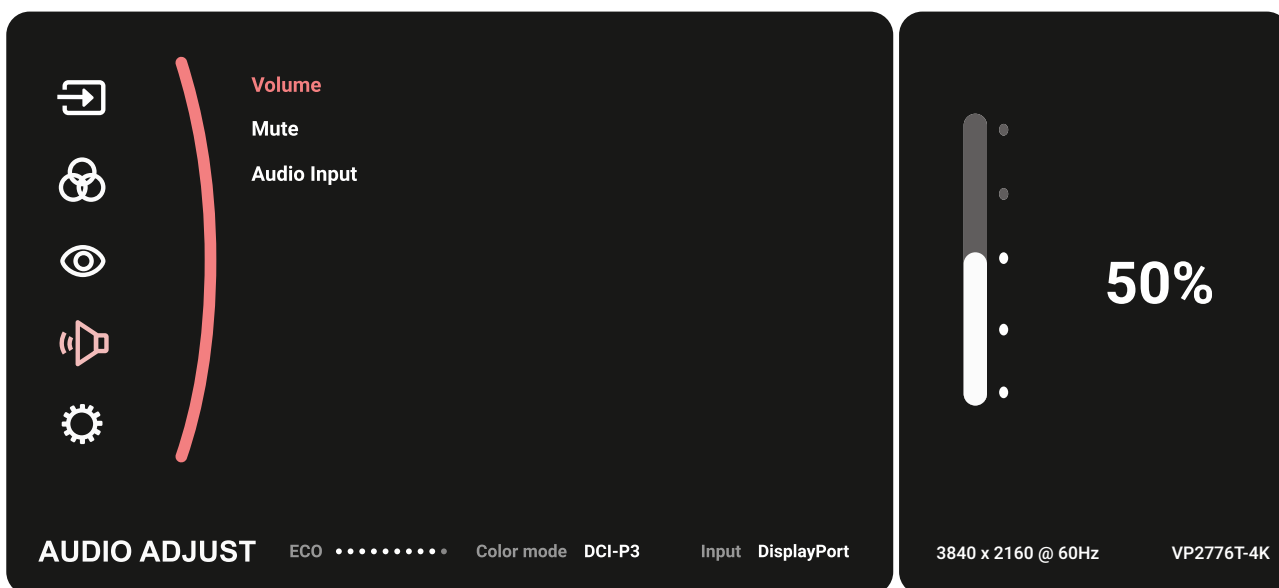 Volume
Mute
Audio Input
50%
AUDIO ADJUST ECO Color mode DCI-P3 Input DisplayPort
3840 x 2160 @ 60Hz VP2776T-4K